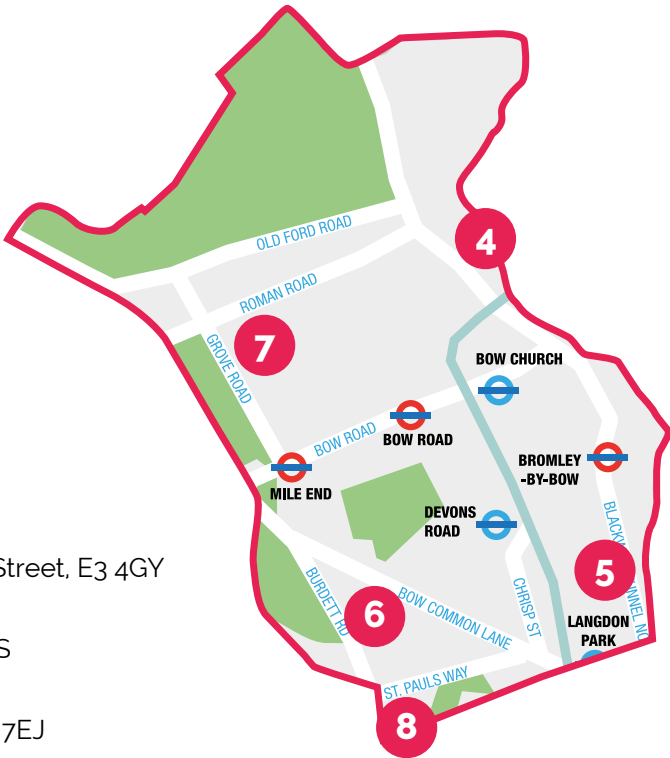 4
OLD FORD ROAD
ROMAN ROAD
7
GROVE ROAD
BOW CHURCH
BOW ROAD
BOW ROAD
BROMLEY
-BY-BOW
MILE END
DEVONS
ROAD
Street, E3 4GY
5
BURDETT RD
6
BOW COMMON LANE
CHRISP ST
LANGDON
PARK
S
ST. PAULS WAY
8
7EJ